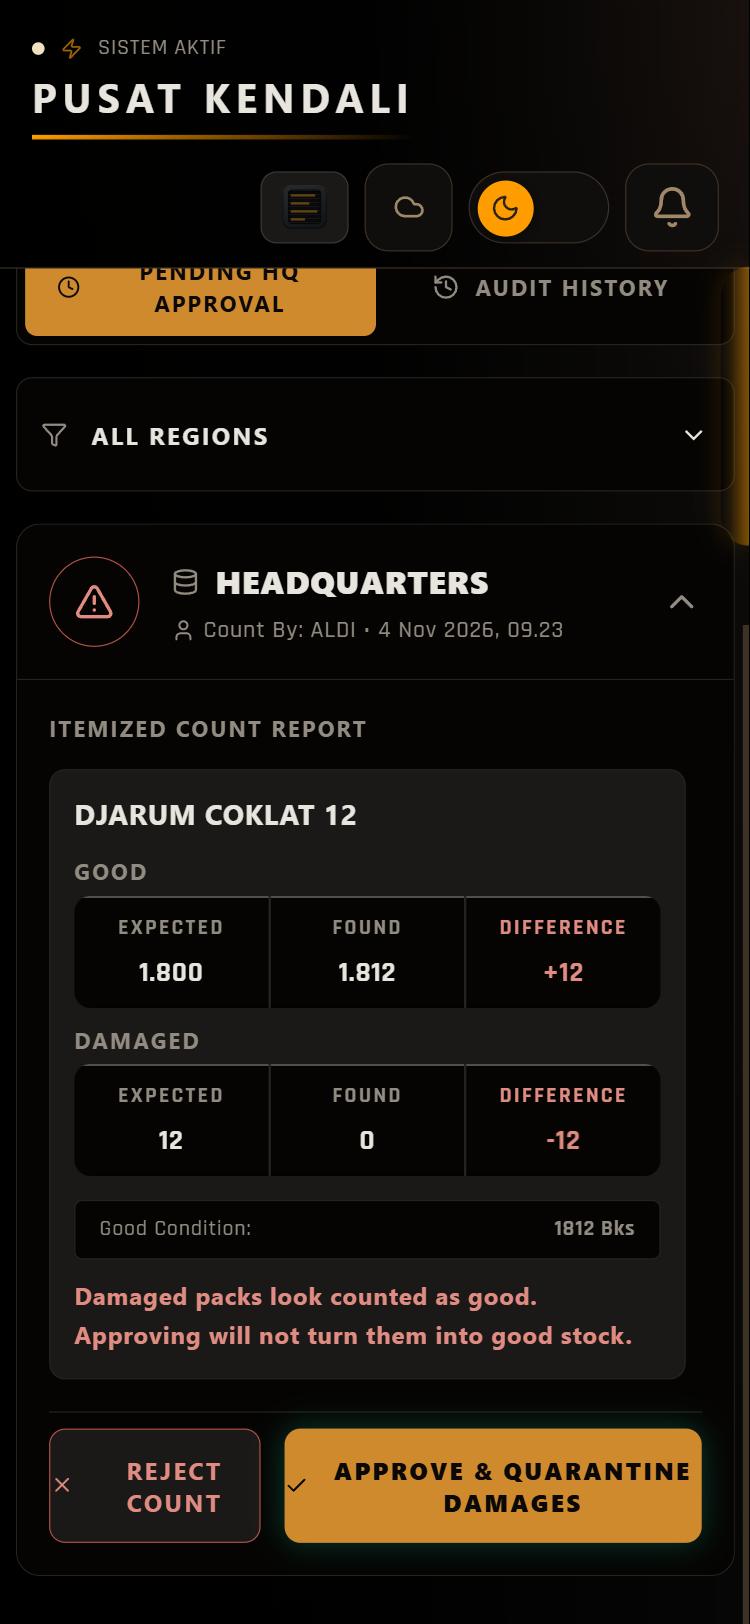 SISTEM AKTIF
PUSAT KENDALI
PENDING HQ
APPROVAL
AUDIT HISTORY
ALL REGIONS
HEADQUARTERS
Count By: ALDI • 4 Nov 2026, 09.23
ITEMIZED COUNT REPORT
DJARUM COKLAT 12
GOOD
EXPECTED FOUND DIFFERENCE
1.800 1.812 +12
DAMAGED
EXPECTED FOUND DIFFERENCE
12 0 -12
Good Condition: 1812 Bks
Damaged packs look counted as good.
Approving will not turn them into good stock.
REJECT
COUNT
APPROVE & QUARANTINE
DAMAGES